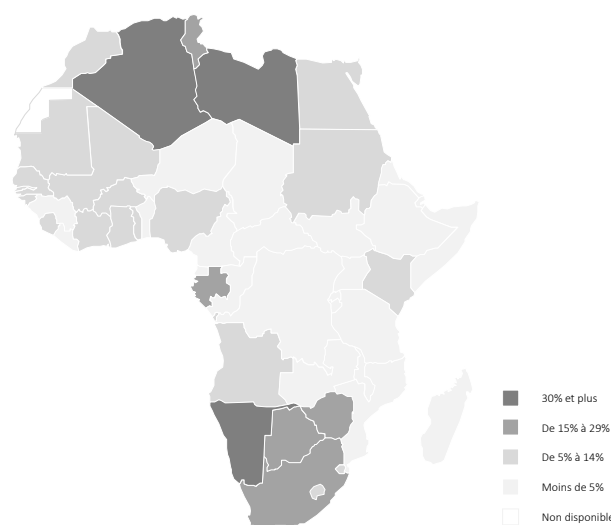 30% et plus
De 15% à 29%
De 5% à 14%
Moins de 5%
Non disponible